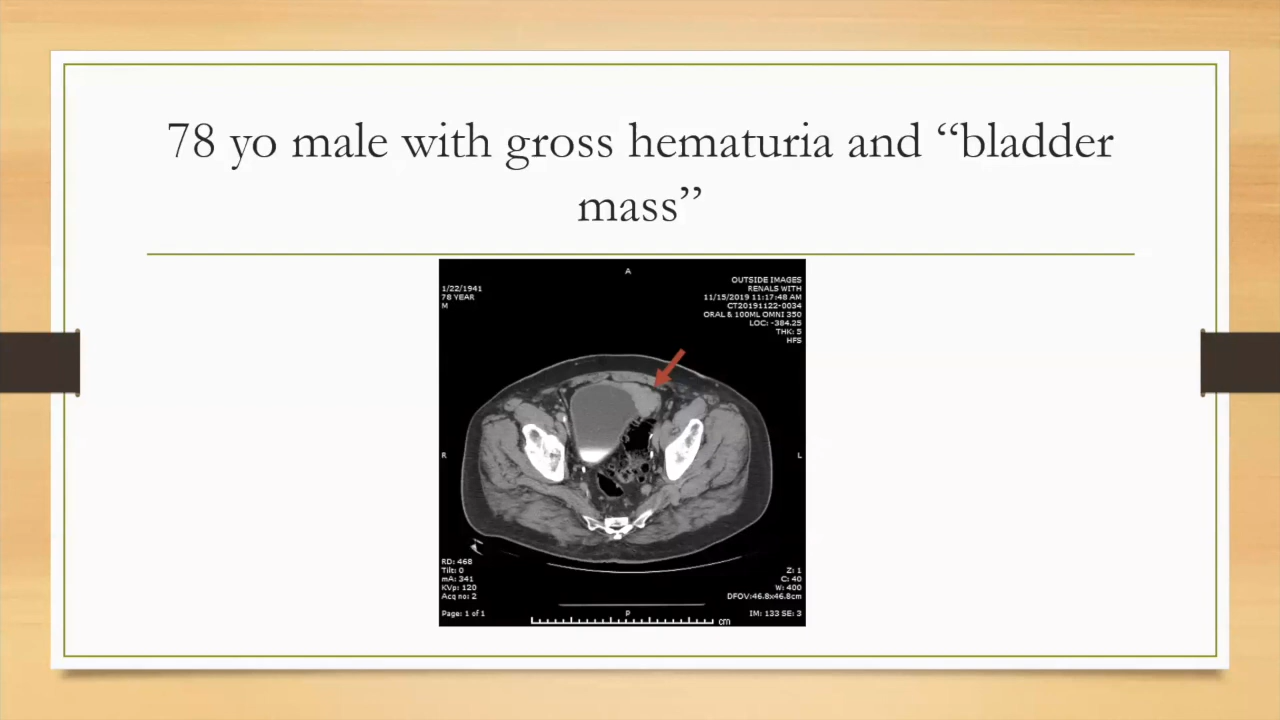 78 yo male with gross hematuria and “bladder
mass”
A
1/22/1941
78 YEAR
M
OUTSIDE IMAGES
RENALS WITH
11/15/2019 11:17:48 AM
CT20191122-0034
ORAL & 100ML OMNI 350
LOC: -384.25
THK: 5
HFS
R
L
RD: 468
Tilt: 0
mA: 341
KVp: 120
Acq no: 2
Page: 1 of 1
Z: 1
C: 40
W: 400
DFOV:46.8x46.8cm
P
IM: 133 SE: 3
cm